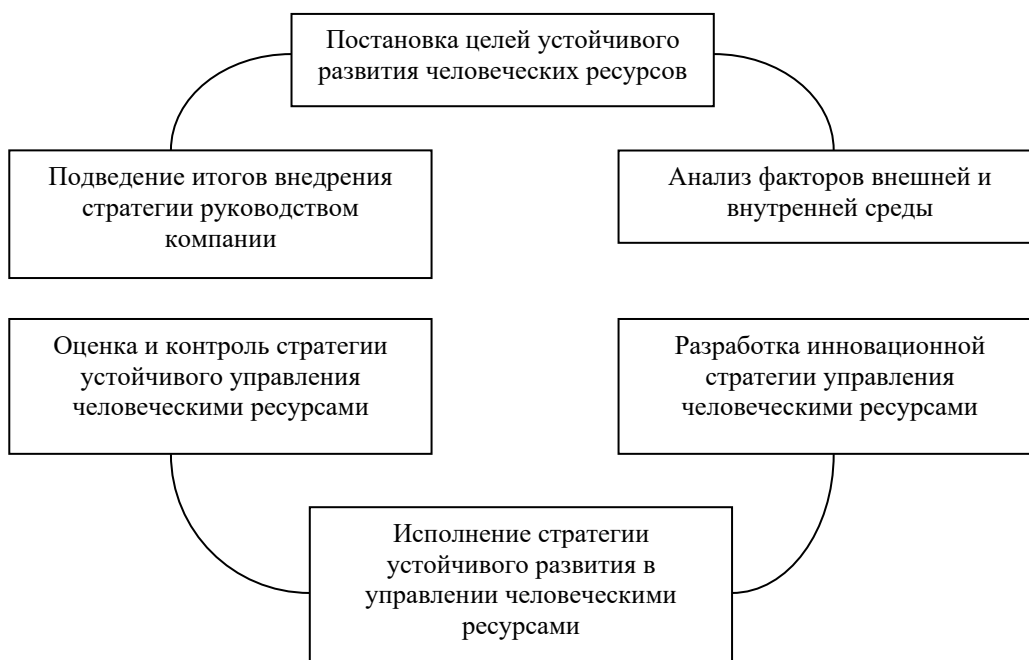 Постановка целей устойчивого
развития человеческих ресурсов
Подведение итогов внедрения
стратегии руководством
компании
Анализ факторов внешней и
внутренней среды
Оценка и контроль стратегии
устойчивого управления
человеческими ресурсами
Разработка инновационной
стратегии управления
человеческими ресурсами
Исполнение стратегии
устойчивого развития в
управлении человеческими
ресурсами